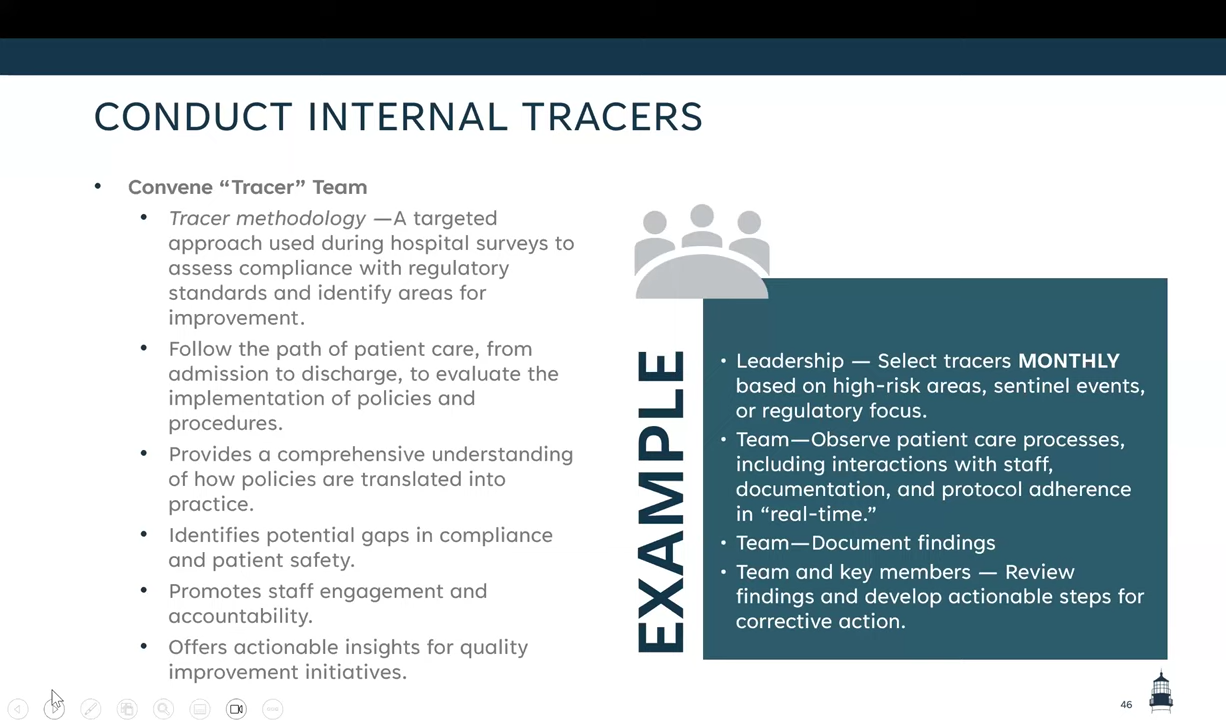 CONDUCT INTERNAL TRACERS
• Convene “Tracer” Team
• Tracer methodology —A targeted
approach used during hospital surveys to
assess compliance with regulatory
standards and identify areas for
improvement.
• Follow the path of patient care, from
admission to discharge, to evaluate the
implementation of policies and
procedures.
• Provides a comprehensive understanding
of how policies are translated into
practice.
• Identifies potential gaps in compliance
and patient safety.
• Promotes staff engagement and
accountability.
• Offers actionable insights for quality
improvement initiatives.
EXAMPLE
• Leadership — Select tracers MONTHLY
based on high-risk areas, sentinel events,
or regulatory focus.
• Team—Observe patient care processes,
including interactions with staff,
documentation, and protocol adherence
in “real-time.”
• Team—Document findings
• Team and key members — Review
findings and develop actionable steps for
corrective action.
46